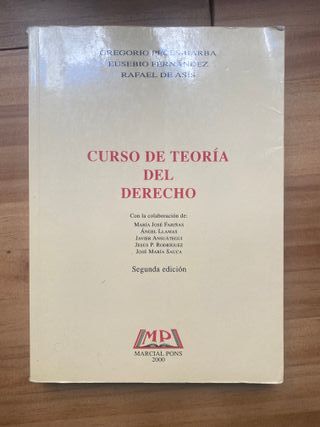 GREGORIO PECES-BARBA
EUSEBIO FERNÁNDEZ
RAFAEL DE ASÍS
CURSO DE TEORÍA
DEL
DERECHO
Con la colaboración de:
MARÍA JOSÉ FARIÑAS
ÁNGEL LLAMAS
JAVIER ANSUÁTEGUI
JESÚS P. RODRÍGUEZ
JOSÉ MARÍA SAUCA
Segunda edición
MP
MARCIAL PONS
2000